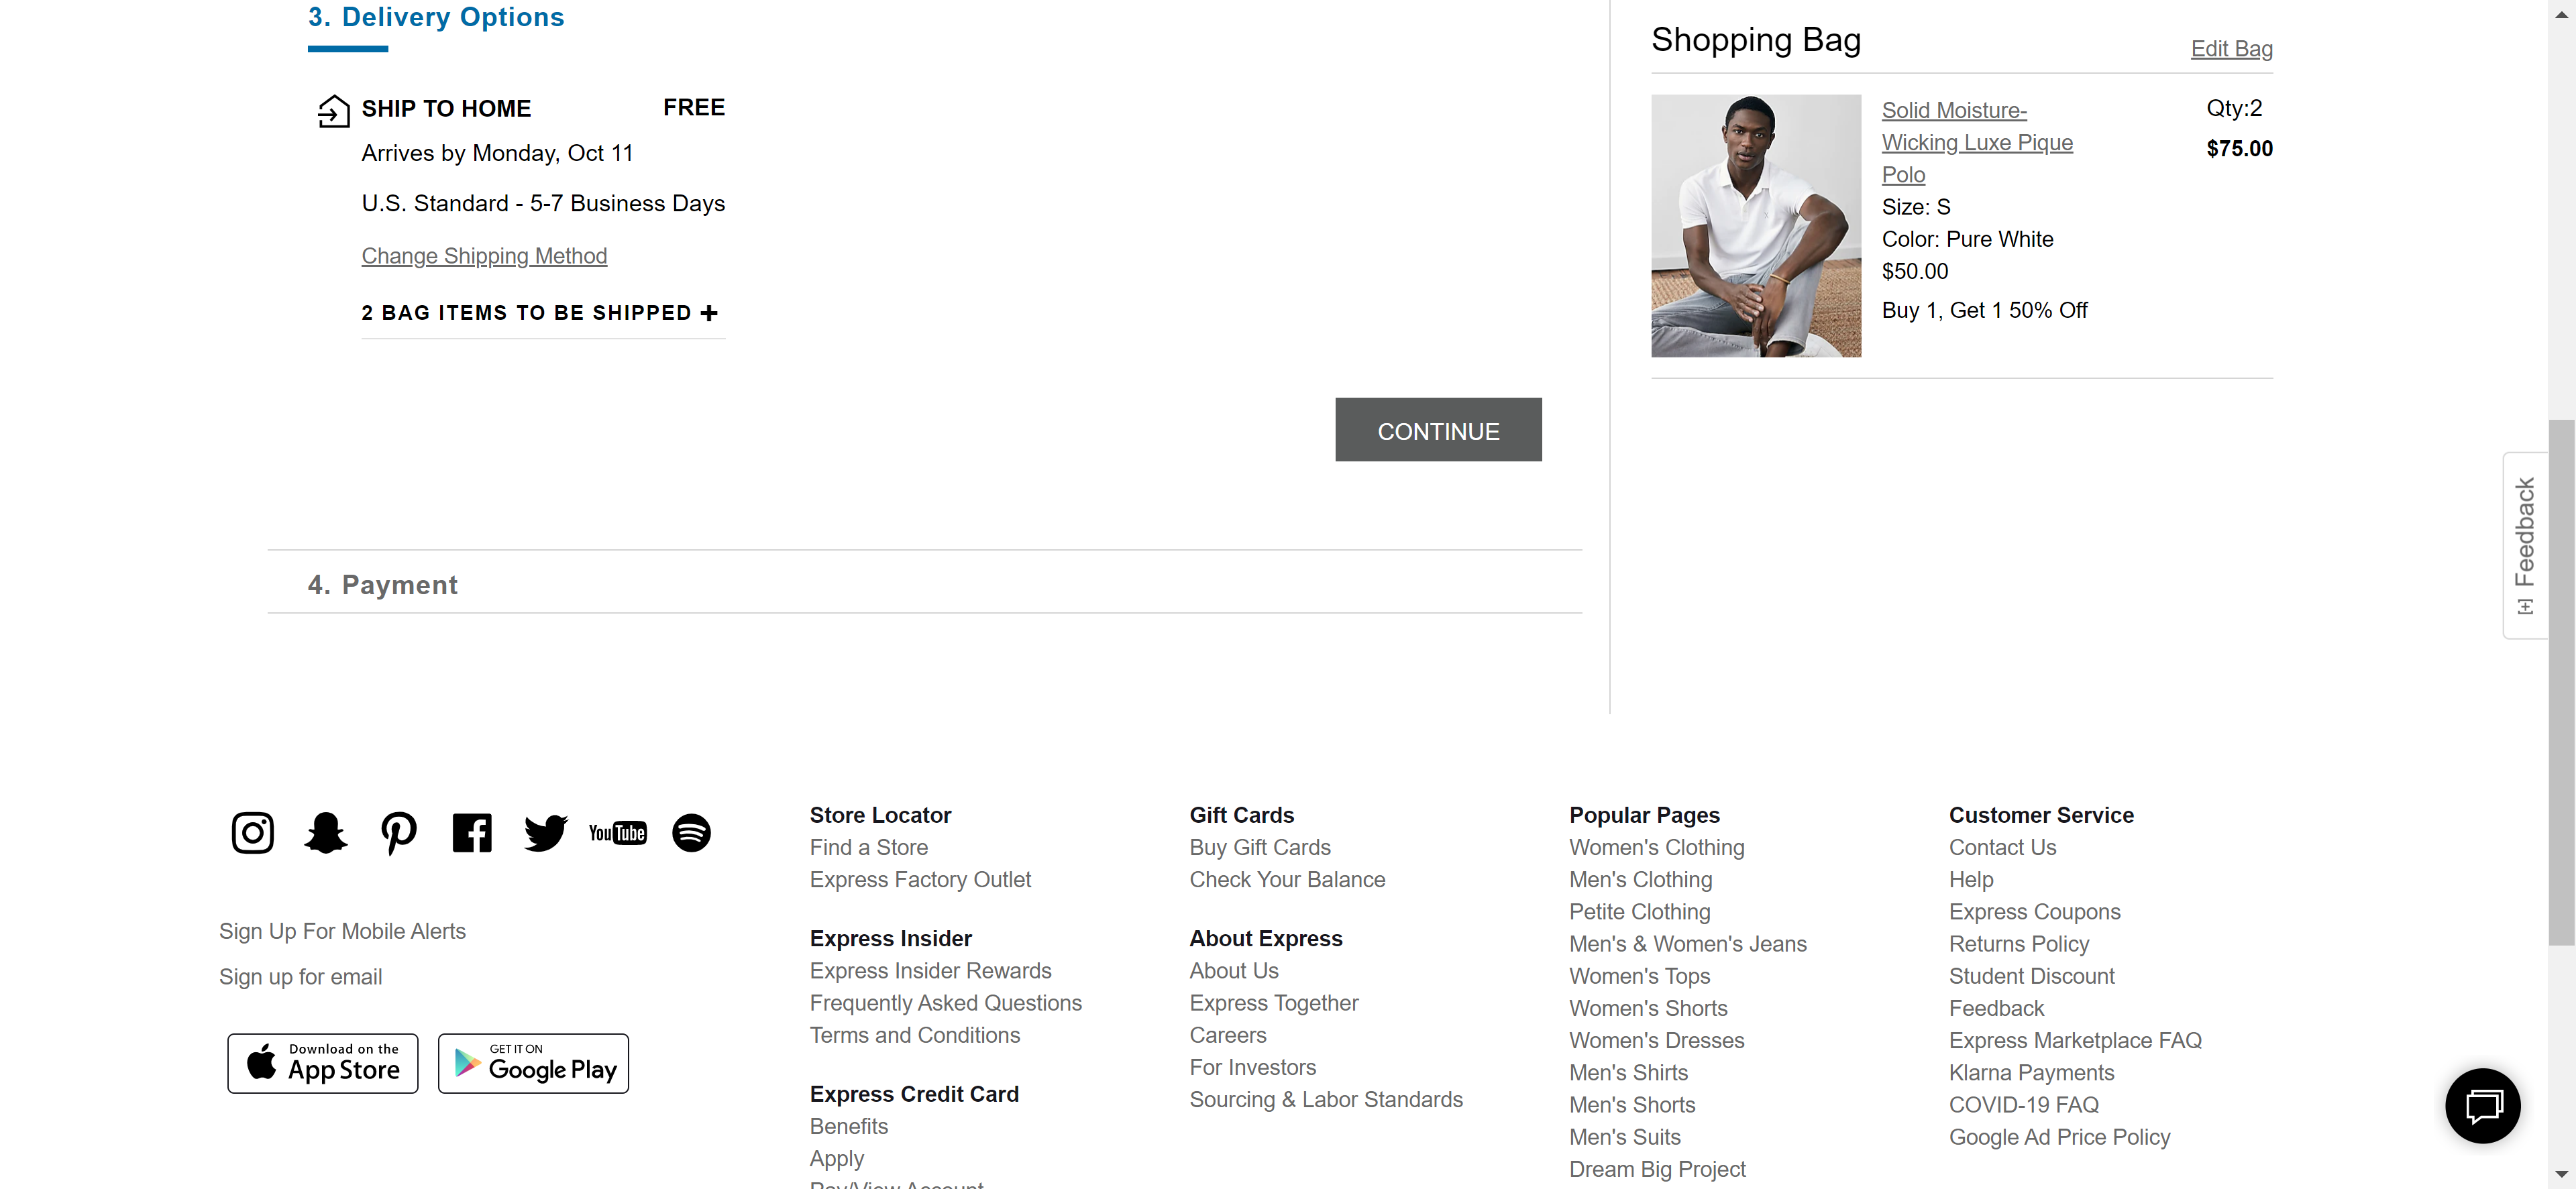 3. Delivery Options
SHIP TO HOME FREE
Arrives by Monday, Oct 11
U.S. Standard - 5-7 Business Days
Change Shipping Method
2 BAG ITEMS TO BE SHIPPED +
CONTINUE
4. Payment
Shopping Bag
Edit Bag
Solid Moisture-
Wicking Luxe Pique
Polo
Size: S
Color: Pure White
$50.00
Buy 1, Get 1 50% Off
Qty:2
$75.00
[+] Feedback
You Tube
Sign Up For Mobile Alerts
Sign up for email
Download on the
App Store
GET IT ON
Google Play
Store Locator
Find a Store
Express Factory Outlet
Express Insider
Express Insider Rewards
Frequently Asked Questions
Terms and Conditions
Express Credit Card
Benefits
Apply
Pay/View Account
Gift Cards
Buy Gift Cards
Check Your Balance
About Express
About Us
Express Together
Careers
For Investors
Sourcing & Labor Standards
Popular Pages
Women's Clothing
Men's Clothing
Petite Clothing
Men's & Women's Jeans
Women's Tops
Women's Shorts
Women's Dresses
Men's Shirts
Men's Shorts
Men's Suits
Dream Big Project
Customer Service
Contact Us
Help
Express Coupons
Returns Policy
Student Discount
Feedback
Express Marketplace FAQ
Klarna Payments
COVID-19 FAQ
Google Ad Price Policy